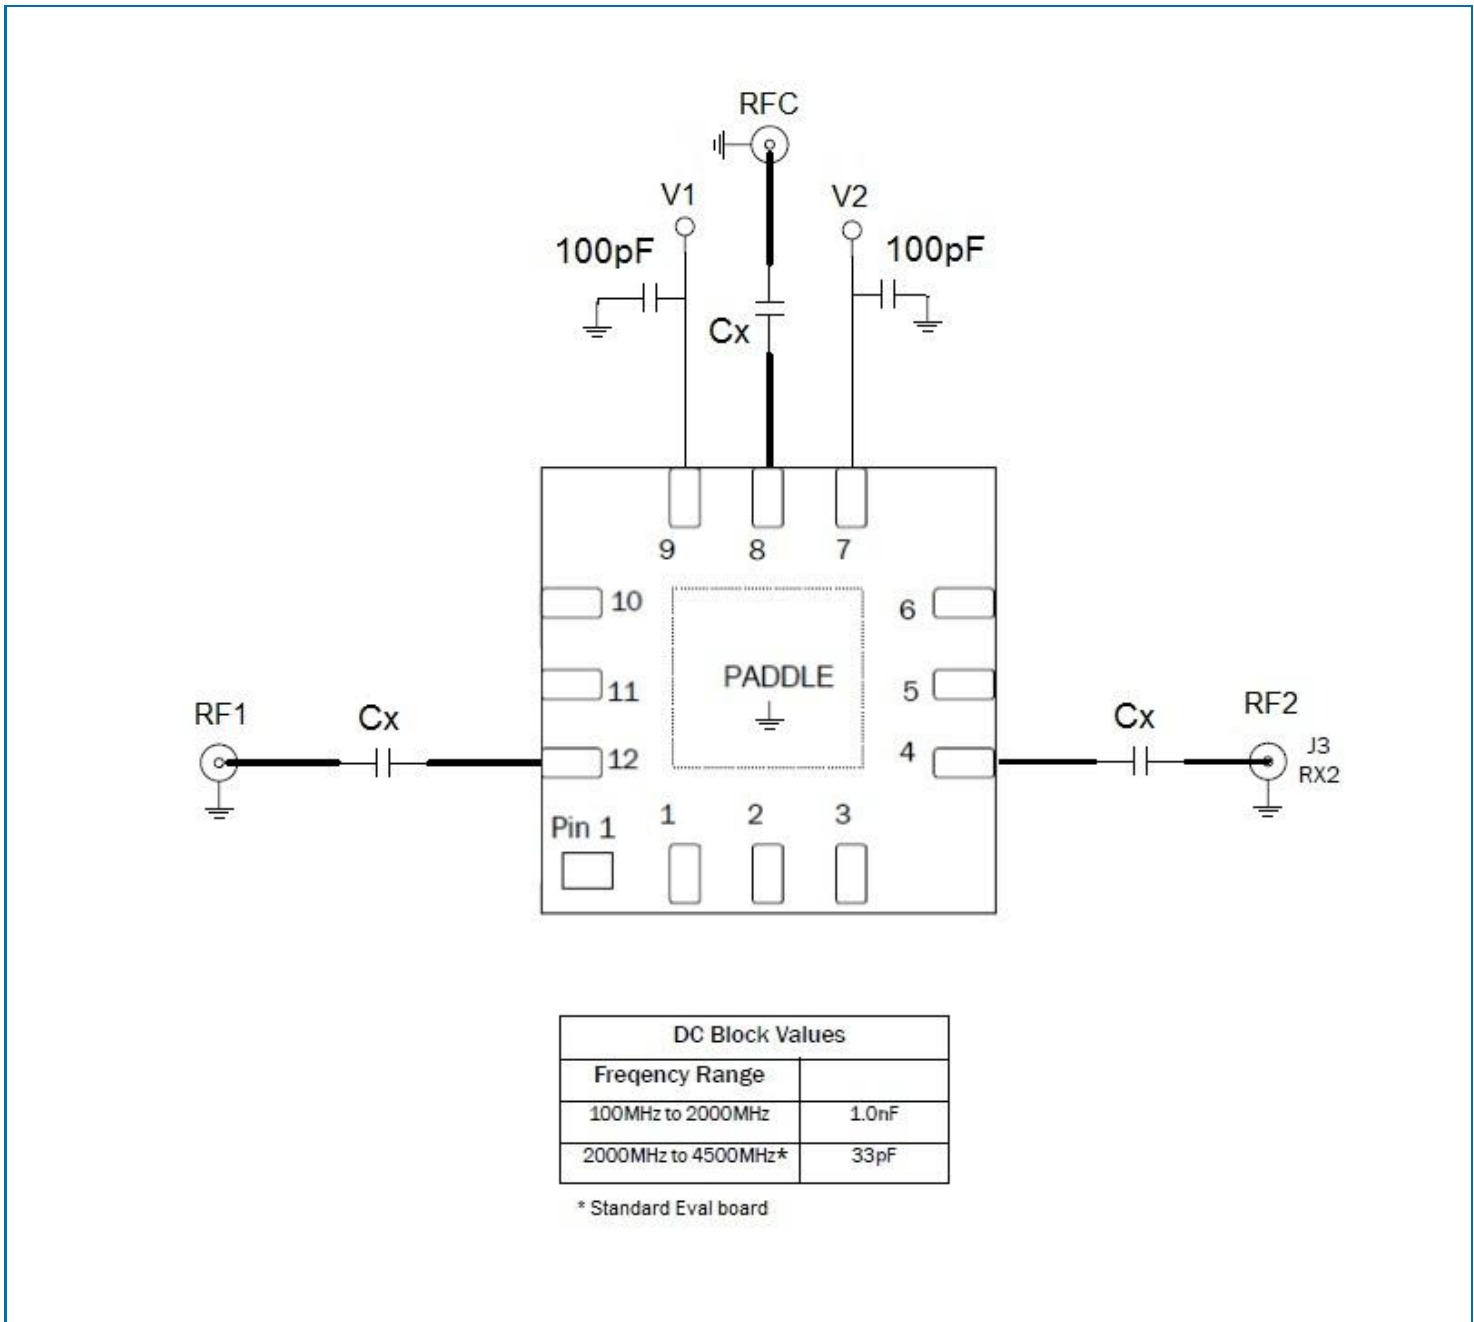 RFC
V1
V2
100pF
100pF
Cx
9
8
7
10
6
11
5
PADDLE
12
4
RF1
Cx
Cx
RF2
J3
RX2
Pin 1
1
2
3
DC Block Values
Freqency Range
100MHz to 2000MHz 1.0nF
2000MHz to 4500MHz* 33pF
* Standard Eval board